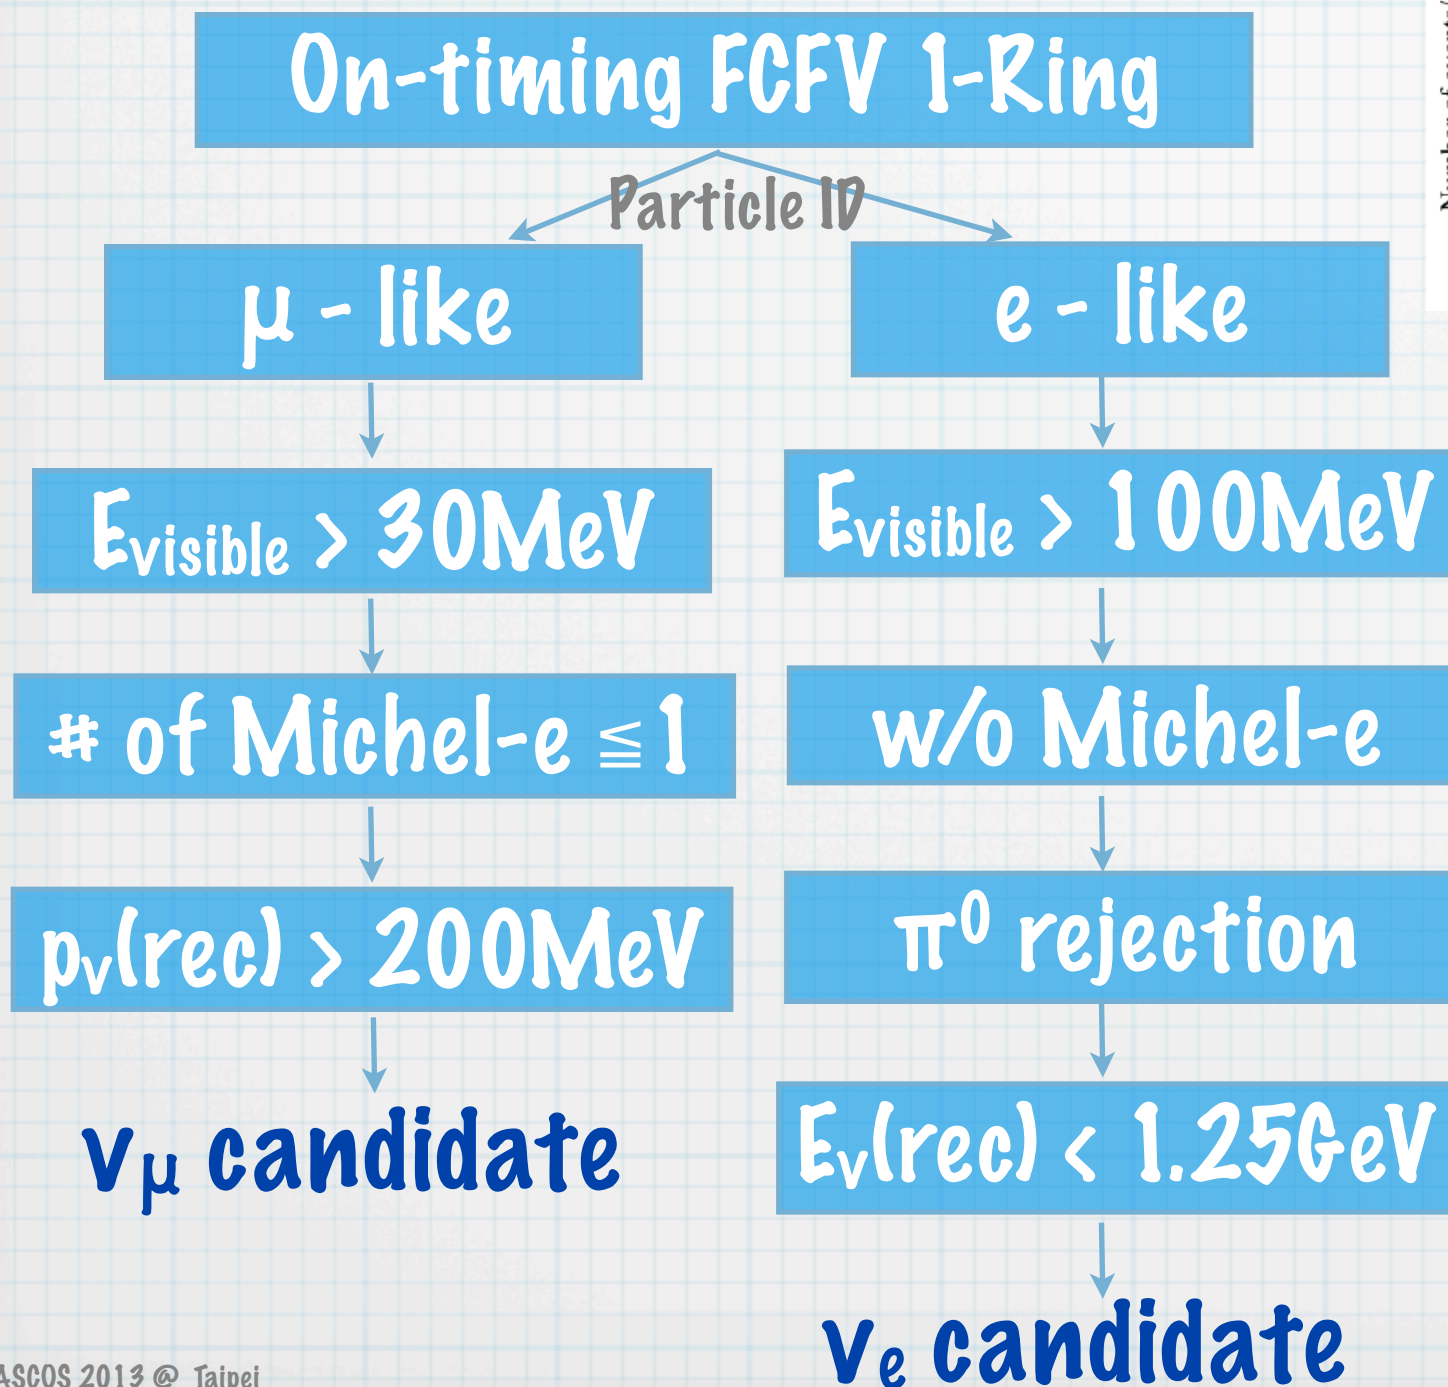 On-timing FCFV 1-Ring
Particle ID
μ - like
e - like
Evisible > 30MeV
Evisible > 100MeV
# of Michel-e ≦ 1
w/o Michel-e
pν(rec) > 200MeV
π⁰ rejection
Eν(rec) < 1.25GeV
νμ candidate
νe candidate
2013 @ Taipei